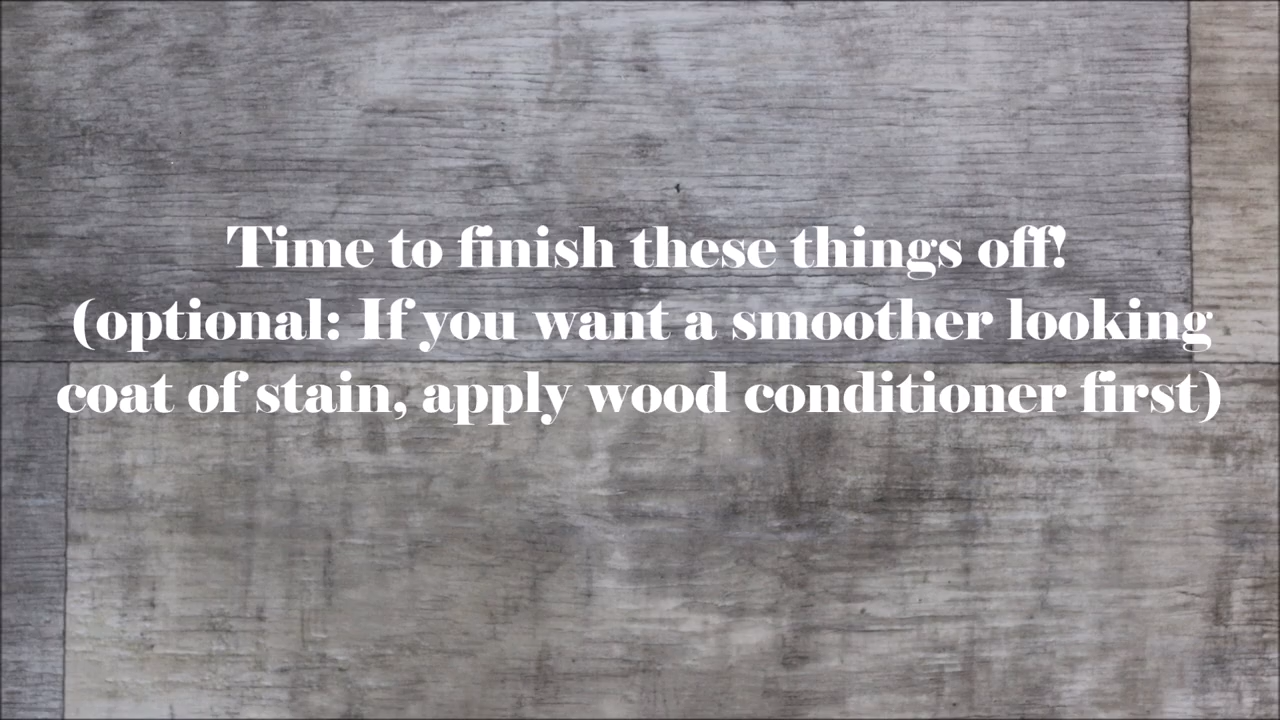 Time to finish these things off!
(optional: If you want a smoother looking
coat of stain, apply wood conditioner first)